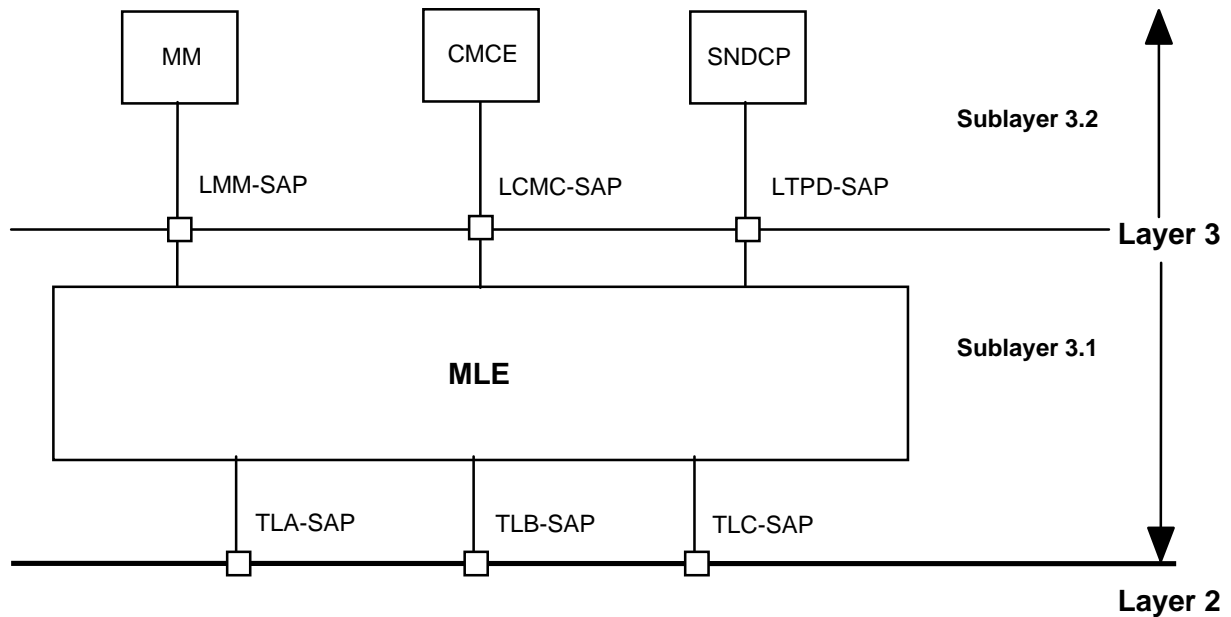 MM
CMCE
SNDCP
Sublayer 3.2
LMM-SAP
LCMC-SAP
LTPD-SAP
Layer 3
Sublayer 3.1
MLE
TLA-SAP
TLB-SAP
TLC-SAP
Layer 2